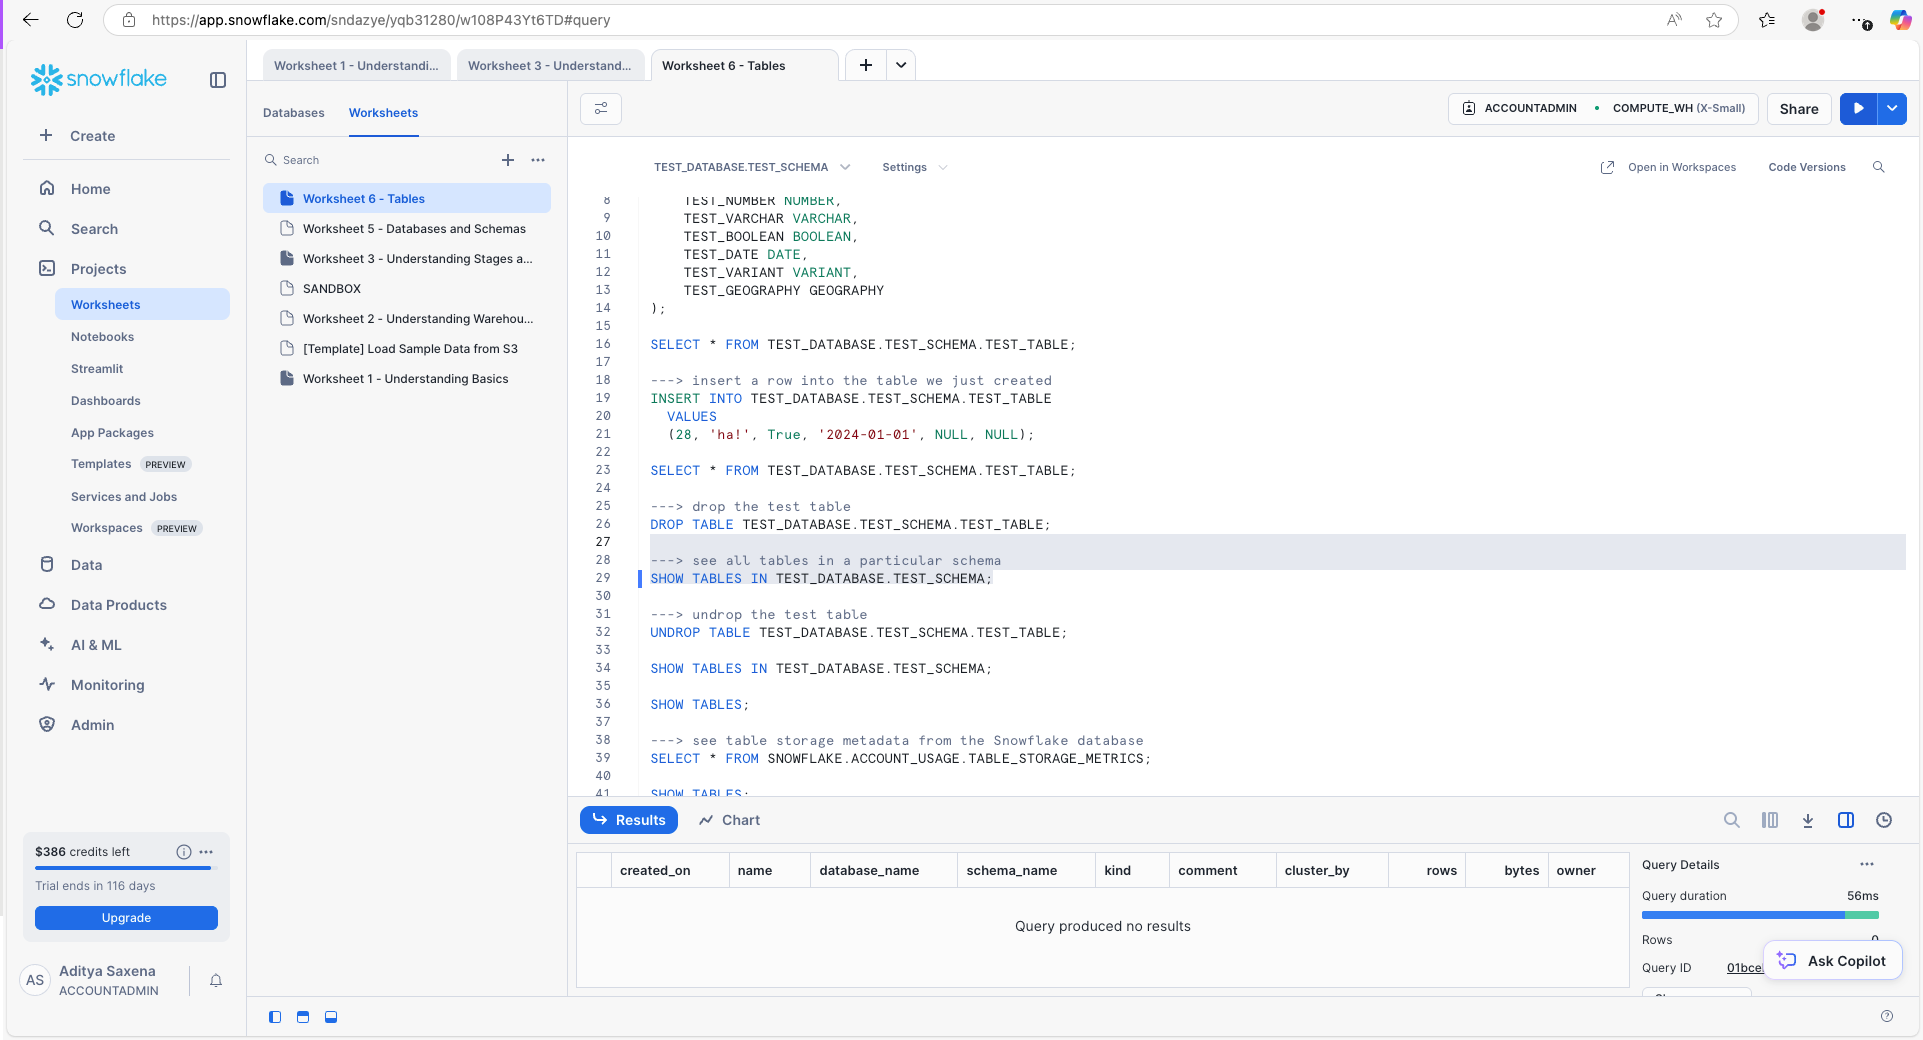 https://app.snowflake.com/sndazye/yqb31280/w108P43Yt6TD#query
snowflake
Create
Home
Search
Projects
Worksheets
Notebooks
Streamlit
Dashboards
App Packages
Templates PREVIEW
Services and Jobs
Workspaces PREVIEW
Data
Data Products
AI & ML
Monitoring
Admin
$386 credits left
Trial ends in 116 days
Upgrade
AS
Aditya Saxena
ACCOUNTADMIN
Worksheet 1 - Understandi...
Worksheet 3 - Understand...
Worksheet 6 - Tables
Databases
Worksheets
Search
Worksheet 6 - Tables
Worksheet 5 - Databases and Schemas
Worksheet 3 - Understanding Stages a...
SANDBOX
Worksheet 2 - Understanding Warehou...
[Template] Load Sample Data from S3
Worksheet 1 - Understanding Basics
ACCOUNTADMIN • COMPUTE_WH (X-Small)
Share
TEST_DATABASE.TEST_SCHEMA
Settings
Open in Workspaces
Code Versions
8 TEST_NUMBER NUMBER,
9 TEST_VARCHAR VARCHAR,
10 TEST_BOOLEAN BOOLEAN,
11 TEST_DATE DATE,
12 TEST_VARIANT VARIANT,
13 TEST_GEOGRAPHY GEOGRAPHY
14 );
15
16 SELECT * FROM TEST_DATABASE.TEST_SCHEMA.TEST_TABLE;
17
18 ---> insert a row into the table we just created
19 INSERT INTO TEST_DATABASE.TEST_SCHEMA.TEST_TABLE
20 VALUES
21 (28, 'ha!', True, '2024-01-01', NULL, NULL);
22
23 SELECT * FROM TEST_DATABASE.TEST_SCHEMA.TEST_TABLE;
24
25 ---> drop the test table
26 DROP TABLE TEST_DATABASE.TEST_SCHEMA.TEST_TABLE;
27
28 ---> see all tables in a particular schema
29 SHOW TABLES IN TEST_DATABASE.TEST_SCHEMA;
30
31 ---> undrop the test table
32 UNDROP TABLE TEST_DATABASE.TEST_SCHEMA.TEST_TABLE;
33
34 SHOW TABLES IN TEST_DATABASE.TEST_SCHEMA;
35
36 SHOW TABLES;
37
38 ---> see table storage metadata from the Snowflake database
39 SELECT * FROM SNOWFLAKE.ACCOUNT_USAGE.TABLE_STORAGE_METRICS;
40
41 SHOW TABLES;
Results
Chart
created_on name database_name schema_name kind comment cluster_by rows bytes owner
Query produced no results
Query Details
Query duration 56ms
Rows 0
Query ID 01bce
Ask Copilot